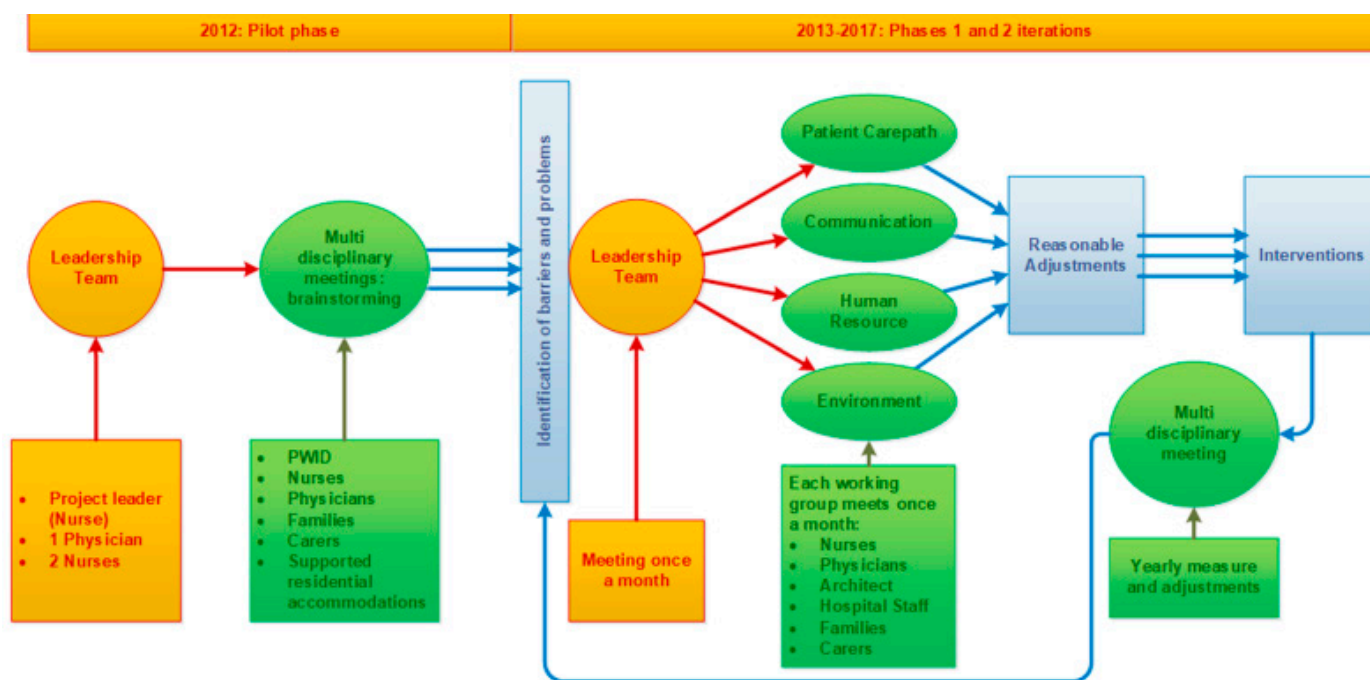 2012: Pilot phase
2013-2017: Phases 1 and 2 iterations
Leadership
Team
• Project leader
(Nurse)
• 1 Physician
• 2 Nurses
Multi
disciplinary
meetings:
brainstorming
• PWID
• Nurses
• Physicians
• Families
• Carers
• Supported
residential
accommodations
Identification of barriers and problems
Leadership
Team
Meeting once
a month
Patient Carepath
Communication
Human
Resource
Environment
Each working
group meets once
a month:
• Nurses
• Physicians
• Architect
• Hospital Staff
• Families
• Carers
Reasonable
Adjustments
Interventions
Multi
disciplinary
meeting
Yearly measure
and adjustments